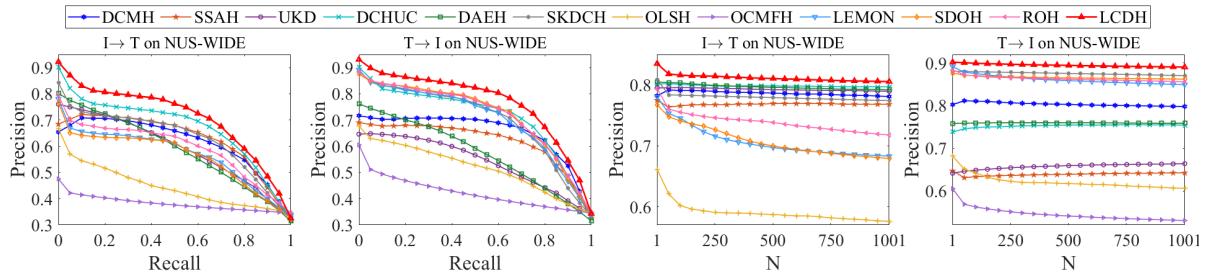 DCMH SSAH UKD DCHUC DAEH SKDCH OLSH OCMFH LEMON SDOH ROH LCDH
I→ T on NUS-WIDE T→ I on NUS-WIDE I→ T on NUS-WIDE T→ I on NUS-WIDE
Precision
0.9
0.8
0.7
0.6
0.5
0.4
0.3
0 0.2 0.4 0.6 0.8 1
Recall
Precision
0.9
0.8
0.7
0.6
0.5
0.4
0.3
0 0.2 0.4 0.6 0.8 1
Recall
Precision
0.8
0.7
0.6
1 250 500 750 1001
N
Precision
0.9
0.8
0.7
0.6
1 250 500 750 1001
N